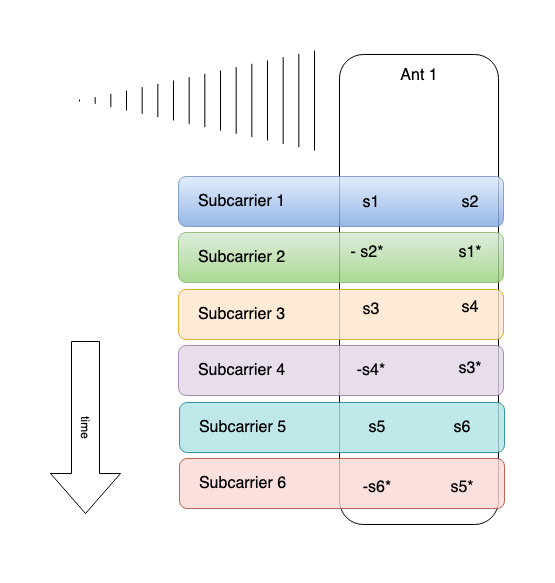 Ant 1
Subcarrier 1 s1 s2
Subcarrier 2 - s2* s1*
Subcarrier 3 s3 s4
Subcarrier 4 -s4* s3*
Subcarrier 5 s5 s6
Subcarrier 6 -s6* s5*
time